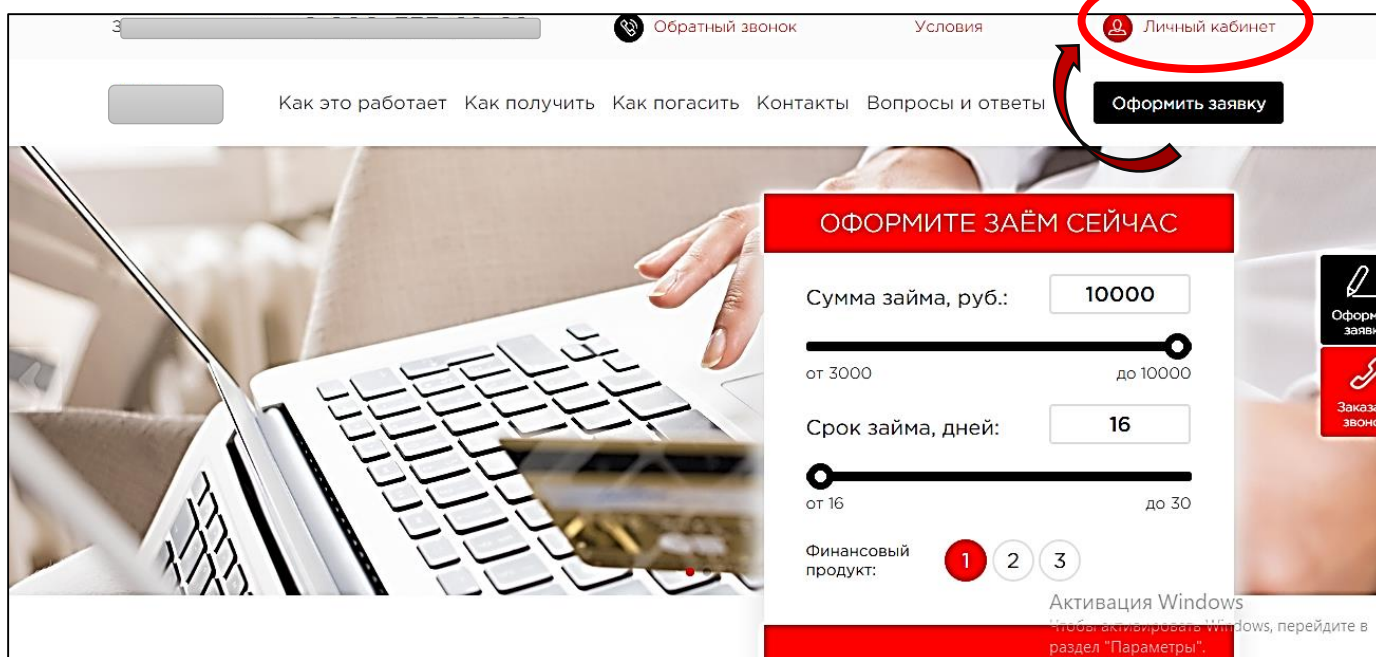 Обратный звонок
Условия
Личный кабинет
Как это работает
Как получить
Как погасить
Контакты
Вопросы и ответы
Оформить заявку
ОФОРМИТЕ ЗАЁМ СЕЙЧАС
Сумма займа, руб.:
10000
от 3000
до 10000
Срок займа, дней:
16
от 16
до 30
Финансовый
продукт:
1
2
3
Активация Windows
Чтобы активировать Windows, перейдите в
раздел "Параметры".